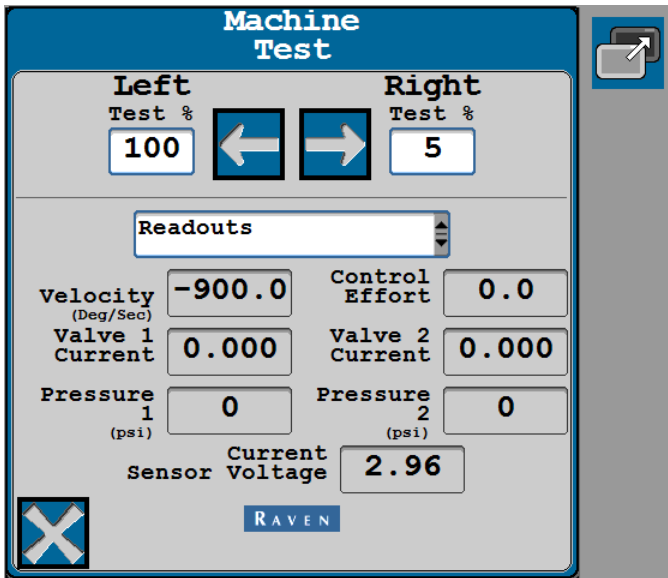 Machine
Test
Left Right
Test % Test %
100 5
Readouts
Velocity -900.0 Control
Effort 0.0
(Deg/Sec)
Valve 1
Current 0.000 Valve 2
Current 0.000
Pressure
1 0 Pressure
2 0
(psi) (psi)
Current
Sensor Voltage 2.96
RAVEN